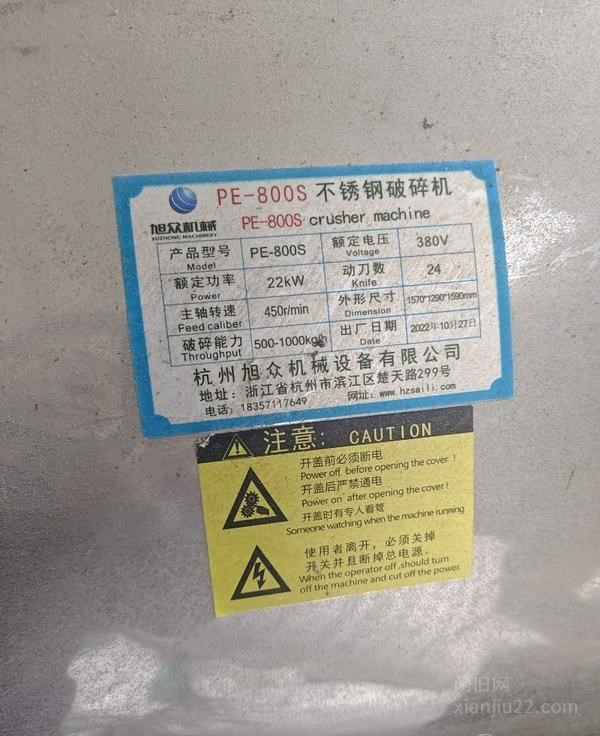 PE-800S 不锈钢破碎机
PE-800S crusher machine
旭众机械
XUZHONG MACHINERY
产品型号 PE-800S 额定电压 380V
Model Voltage
额定功率 22kW 动刀数 24
Power Knife
主轴转速 450r/min 外形尺寸 1570*1290*1590mm
Feed caliber Dimension
破碎能力 500-1000kg/h 出厂日期 2022年10月27日
Throughput Date
杭州旭众机械设备有限公司
地址：浙江省杭州市滨江区楚天路299号
电话：18357117649 网址：www.hzsaili.com
注意：CAUTION
开盖前必须断电
Power off before opening the cover !
开盖后严禁通电
Power on after opening the cover !
开盖时有专人看管
Someone watching when the machine running
使用者离开，必须关掉
开关并且断掉总电源。
When the operator off ,should turn
off the machine and cut off the power.
闲旧网
xianjiu22.com